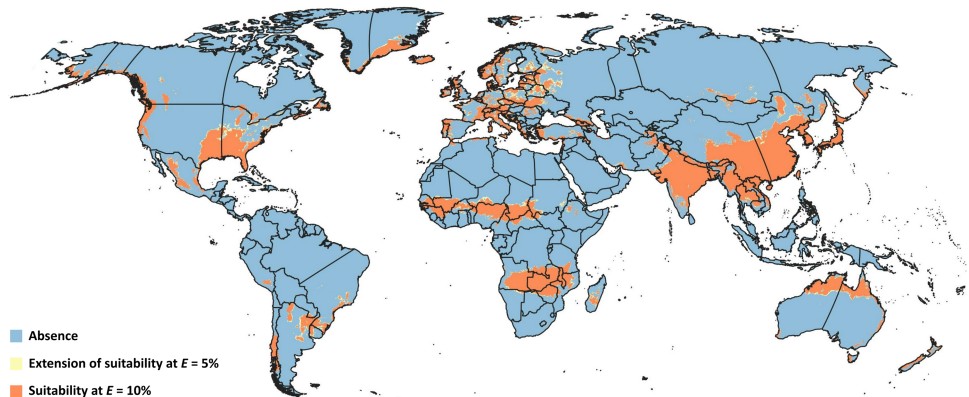 Absence
Extension of suitability at E = 5%
Suitability at E = 10%